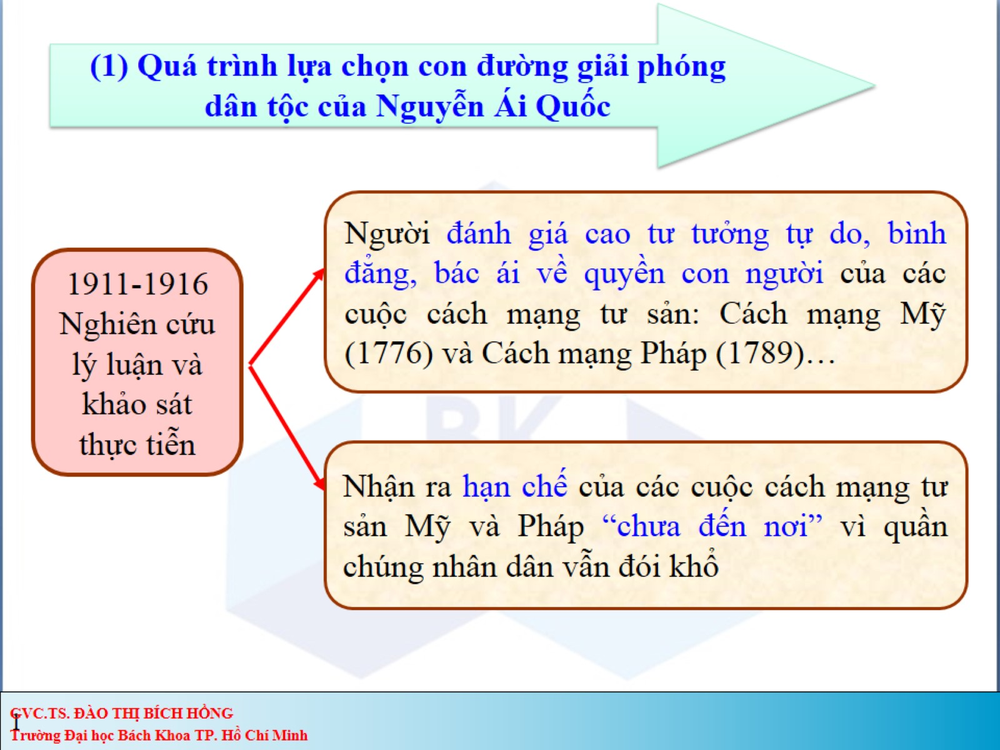 (1) Quá trình lựa chọn con đường giải phóng
dân tộc của Nguyễn Ái Quốc
1911-1916
Nghiên cứu
lý luận và
khảo sát
thực tiễn
Người đánh giá cao tư tưởng tự do, bình
đẳng, bác ái về quyền con người của các
cuộc cách mạng tư sản: Cách mạng Mỹ
(1776) và Cách mạng Pháp (1789)…
BK
Nhận ra hạn chế của các cuộc cách mạng tư
sản Mỹ và Pháp “chưa đến nơi” vì quần
chúng nhân dân vẫn đói khổ
GVC.TS. ĐÀO THỊ BÍCH HỒNG
1
Trường Đại học Bách Khoa TP. Hồ Chí Minh